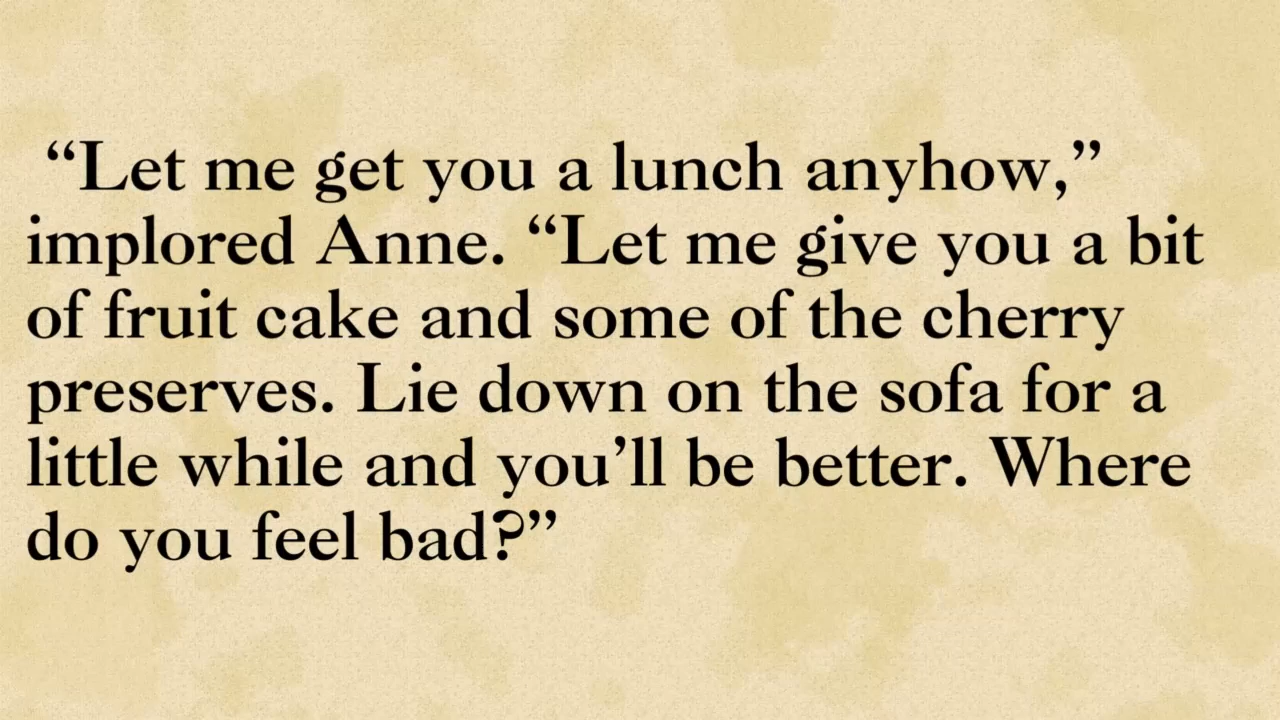 “Let me get you a lunch anyhow,”
implored Anne. “Let me give you a bit
of fruit cake and some of the cherry
preserves. Lie down on the sofa for a
little while and you’ll be better. Where
do you feel bad?”